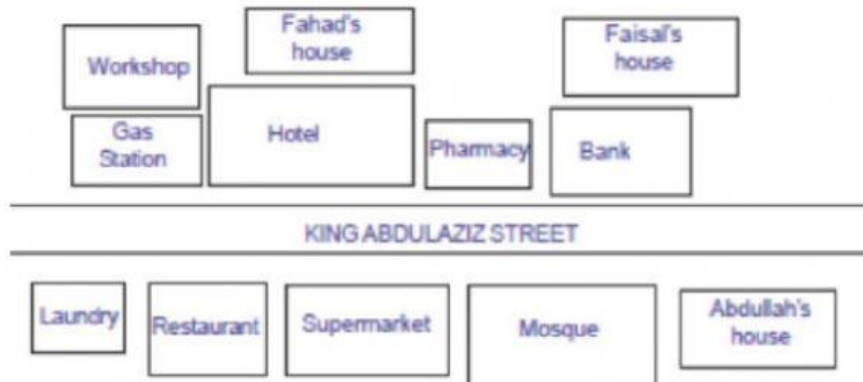 Fahad's
house
Faisal's
house
Workshop
Gas
Station
Hotel
Pharmacy
Bank
KING ABDULAZIZ STREET
Laundry
Restaurant
Supermarket
Mosque
Abdullah's
house